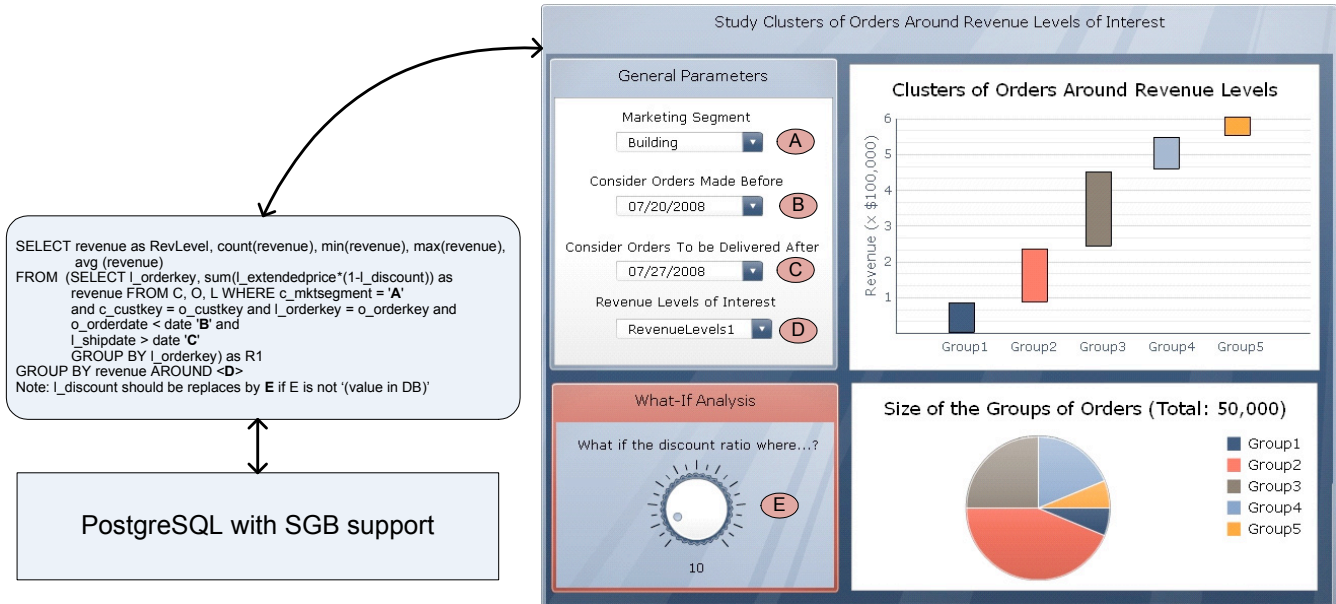 Study Clusters of Orders Around Revenue Levels of Interest
SELECT revenue as RevLevel, count(revenue), min(revenue), max(revenue),
avg (revenue)
FROM (SELECT l_orderkey, sum(l_extendedprice*(1-l_discount)) as
revenue FROM C, O, L WHERE c_mktsegment = 'A'
and c_custkey = o_custkey and l_orderkey = o_orderkey and
o_orderdate < date 'B' and
l_shipdate > date 'C'
GROUP BY l_orderkey) as R1
GROUP BY revenue AROUND <D>
Note: l_discount should be replaces by E if E is not '(value in DB)'
PostgreSQL with SGB support
General Parameters
Marketing Segment
Building
A
Consider Orders Made Before
07/20/2008
B
Consider Orders To be Delivered After
07/27/2008
C
Revenue Levels of Interest
RevenueLevels1
D
What-If Analysis
What if the discount ratio where...?
E
10
Clusters of Orders Around Revenue Levels
Revenue (x $100,000)
6
5
4
3
2
1
Group1 Group2 Group3 Group4 Group5
Size of the Groups of Orders (Total: 50,000)
Group1
Group2
Group3
Group4
Group5